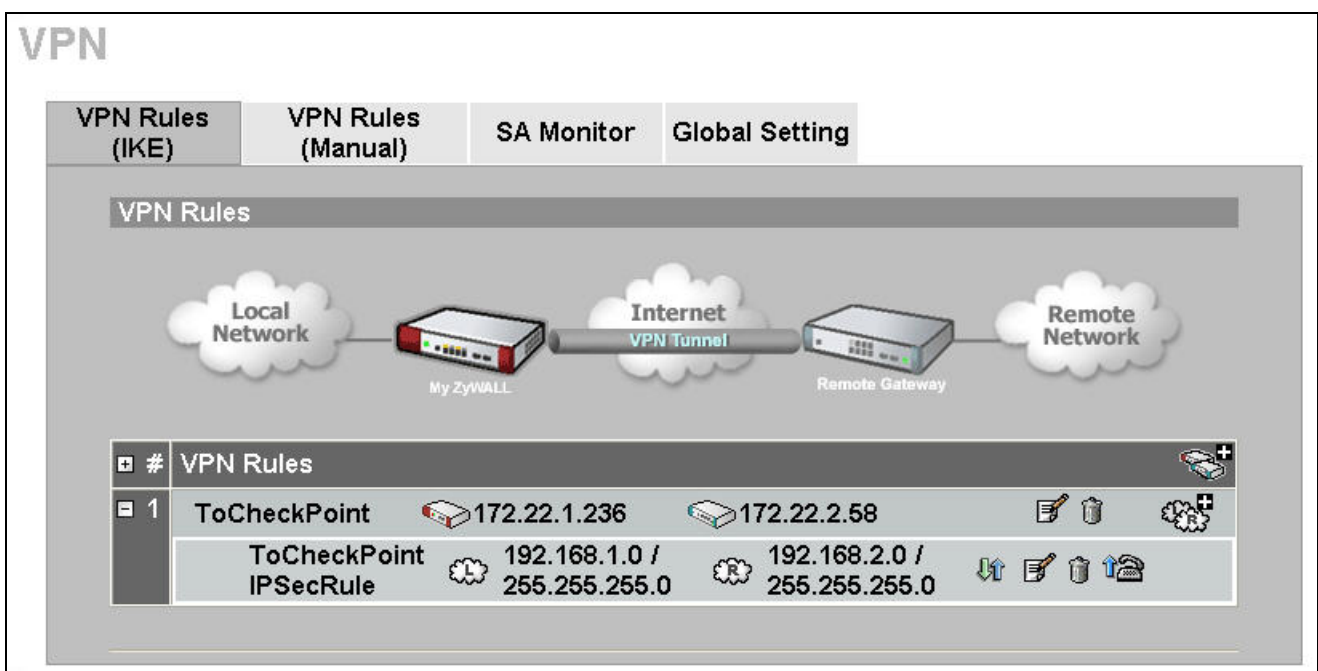 VPN
VPN Rules
(IKE)
VPN Rules
(Manual)
SA Monitor
Global Setting
VPN Rules
Local
Network
Internet
VPN Tunnel
Remote
Network
My ZyWALL
Remote Gateway
# VPN Rules
1 ToCheckPoint 172.22.1.236 172.22.2.58
R
ToCheckPoint
IPSecRule
L
192.168.1.0 /
255.255.255.0
R
192.168.2.0 /
255.255.255.0